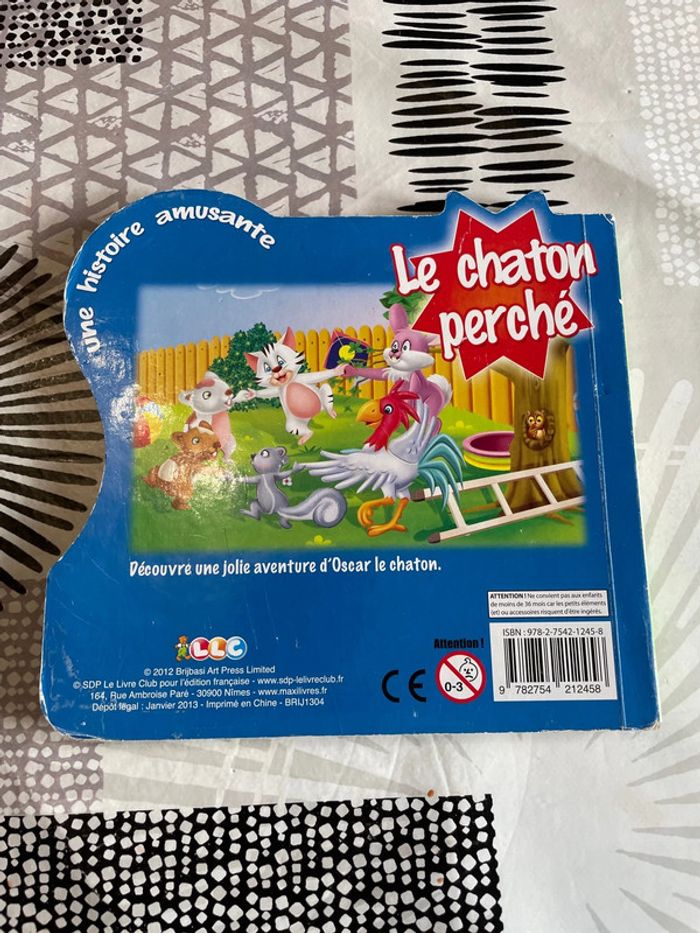 une histoire amusante
Le chaton
perché
Découvre une jolie aventure d'Oscar le chaton.
LLC
© 2012 Brijbasi Art Press Limited
© SDP Le Livre Club pour l'édition française - www.sdp-lelivreclub.fr
164, Rue Ambroise Paré - 30900 Nîmes - www.maxilivres.fr
Dépôt légal : Janvier 2013 - Imprimé en Chine - BRIJ1304
ATTENTION ! Ne convient pas aux enfants
de moins de 36 mois car les petits éléments
(et) ou accessoires risquent d'être ingérés.
Attention !
CE
0-3
ISBN : 978-2-7542-1245-8
9 782754 212458